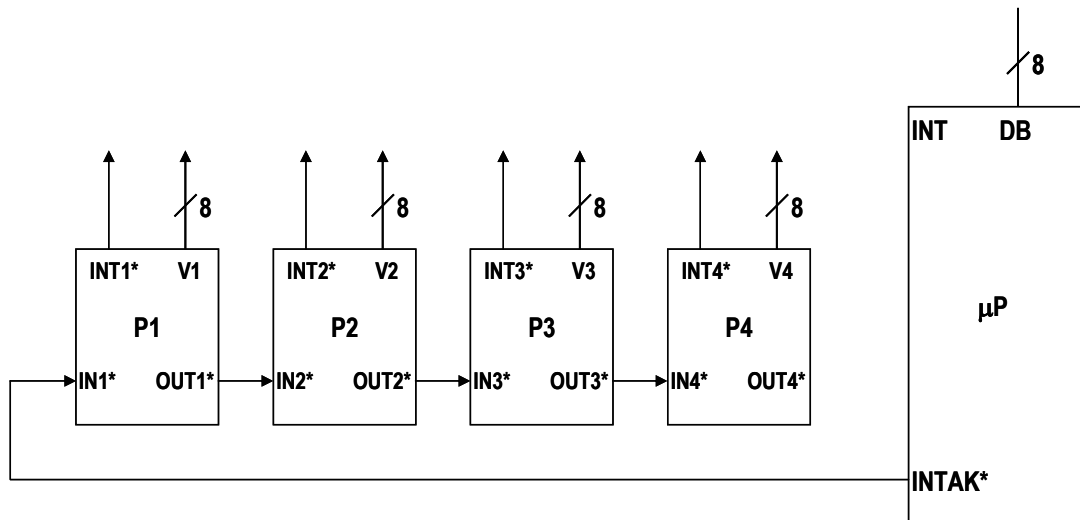 8
INT DB
8 8 8 8
INT1* V1 INT2* V2 INT3* V3 INT4* V4
P1 P2 P3 P4
μP
IN1* OUT1* IN2* OUT2* IN3* OUT3* IN4* OUT4*
INTAK*